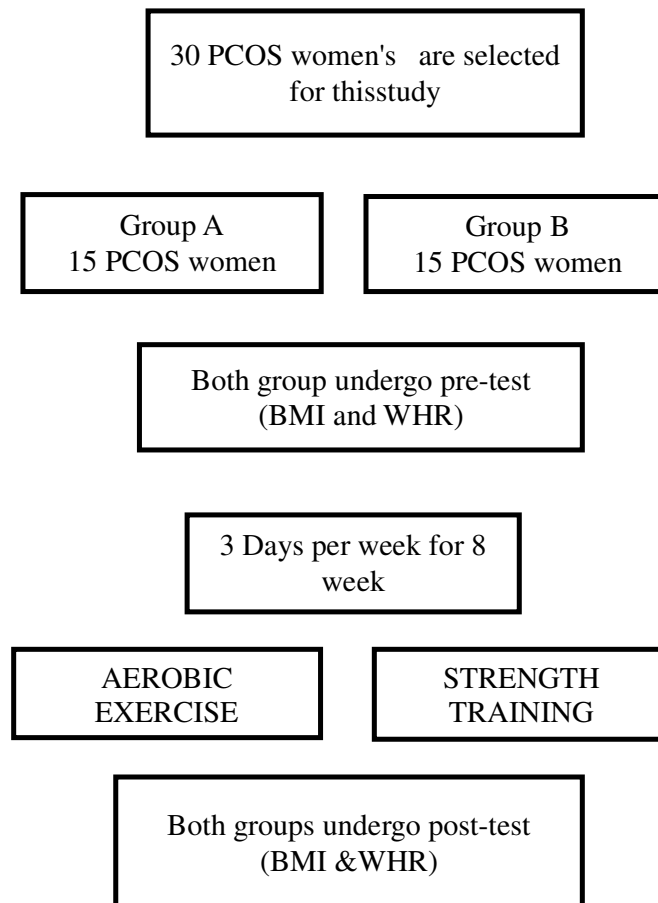 30 PCOS women's are selected
for thisstudy
Group A
15 PCOS women
Group B
15 PCOS women
Both group undergo pre-test
(BMI and WHR)
3 Days per week for 8
week
AEROBIC
EXERCISE
STRENGTH
TRAINING
Both groups undergo post-test
(BMI &WHR)